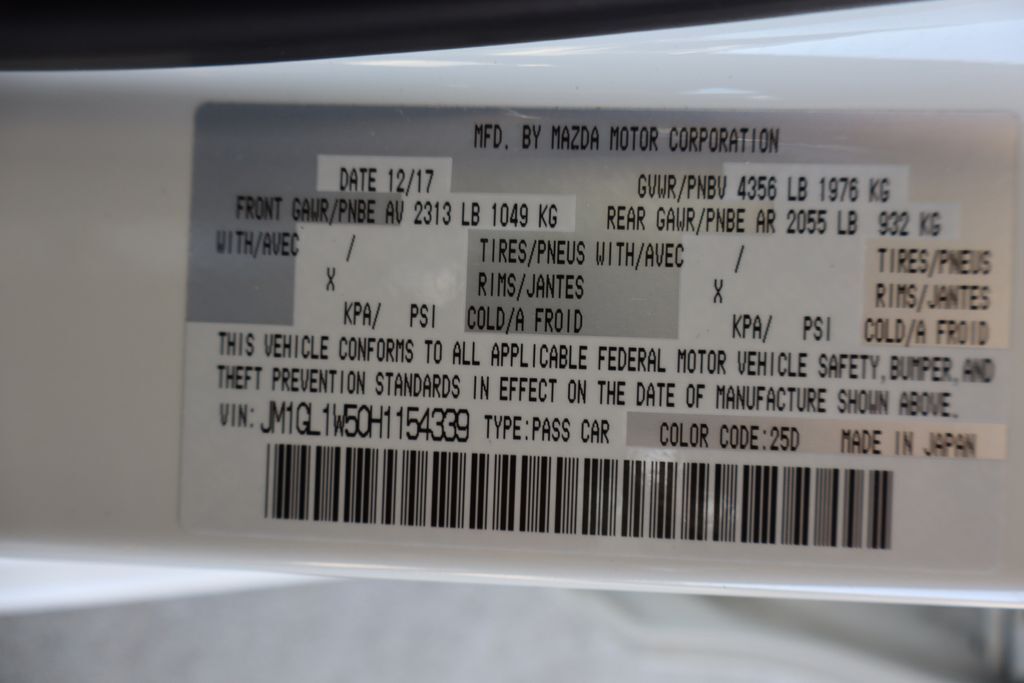 MFD. BY MAZDA MOTOR CORPORATION
DATE 12/17 GVWR/PNBV 4356 LB 1976 KG
FRONT GAWR/PNBE AV 2313 LB 1049 KG REAR GAWR/PNBE AR 2055 LB 932 KG
WITH/AVEC / TIRES/PNEUS WITH/AVEC / TIRES/PNEUS
X RIMS/JANTES X RIMS/JANTES
KPA/ PSI COLD/A FROID KPA/ PSI COLD/A FROID
THIS VEHICLE CONFORMS TO ALL APPLICABLE FEDERAL MOTOR VEHICLE SAFETY, BUMPER, AND
THEFT PREVENTION STANDARDS IN EFFECT ON THE DATE OF MANUFACTURE SHOWN ABOVE.
VIN: JM1GL1W50H1154339 TYPE:PASS CAR COLOR CODE:25D MADE IN JAPAN